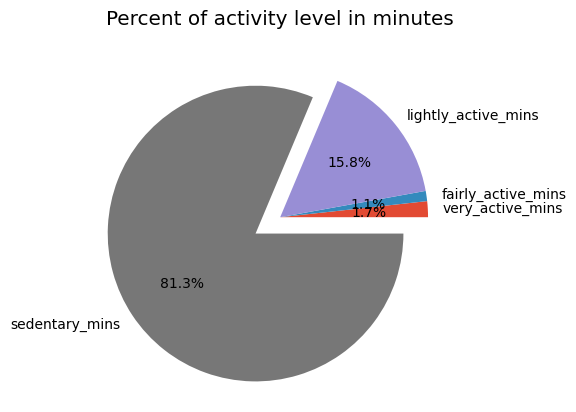 Percent of activity level in minutes
lightly_active_mins
15.8%
fairly_active_mins
1.1%
very_active_mins
1.7%
81.3%
sedentary_mins